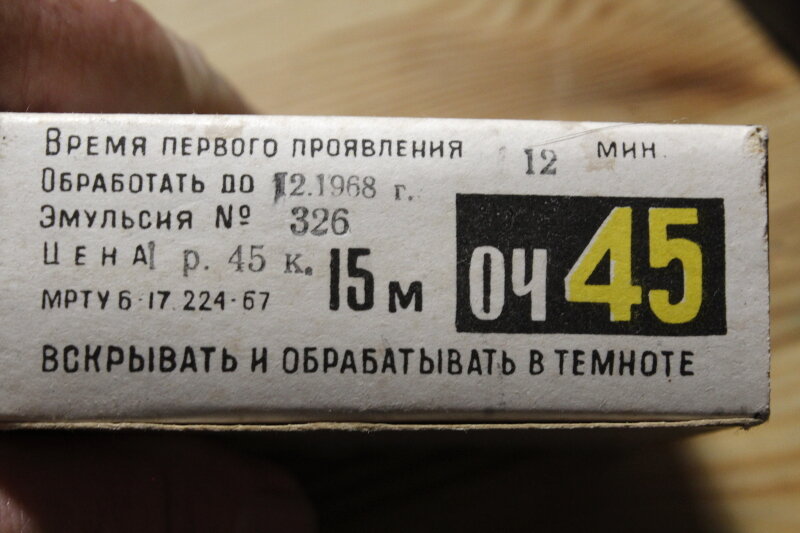 ВРЕМЯ ПЕРВОГО ПРОЯВЛЕНИЯ 12 МИН.
ОБРАБОТАТЬ ДО 12.1968 г.
ЭМУЛЬСИЯ № 326
ЦЕНА 1 р. 45 к.
15 М
ОЧ 45
МРТУ 6-17.224-67
ВСКРЫВАТЬ И ОБРАБАТЫВАТЬ В ТЕМНОТЕ